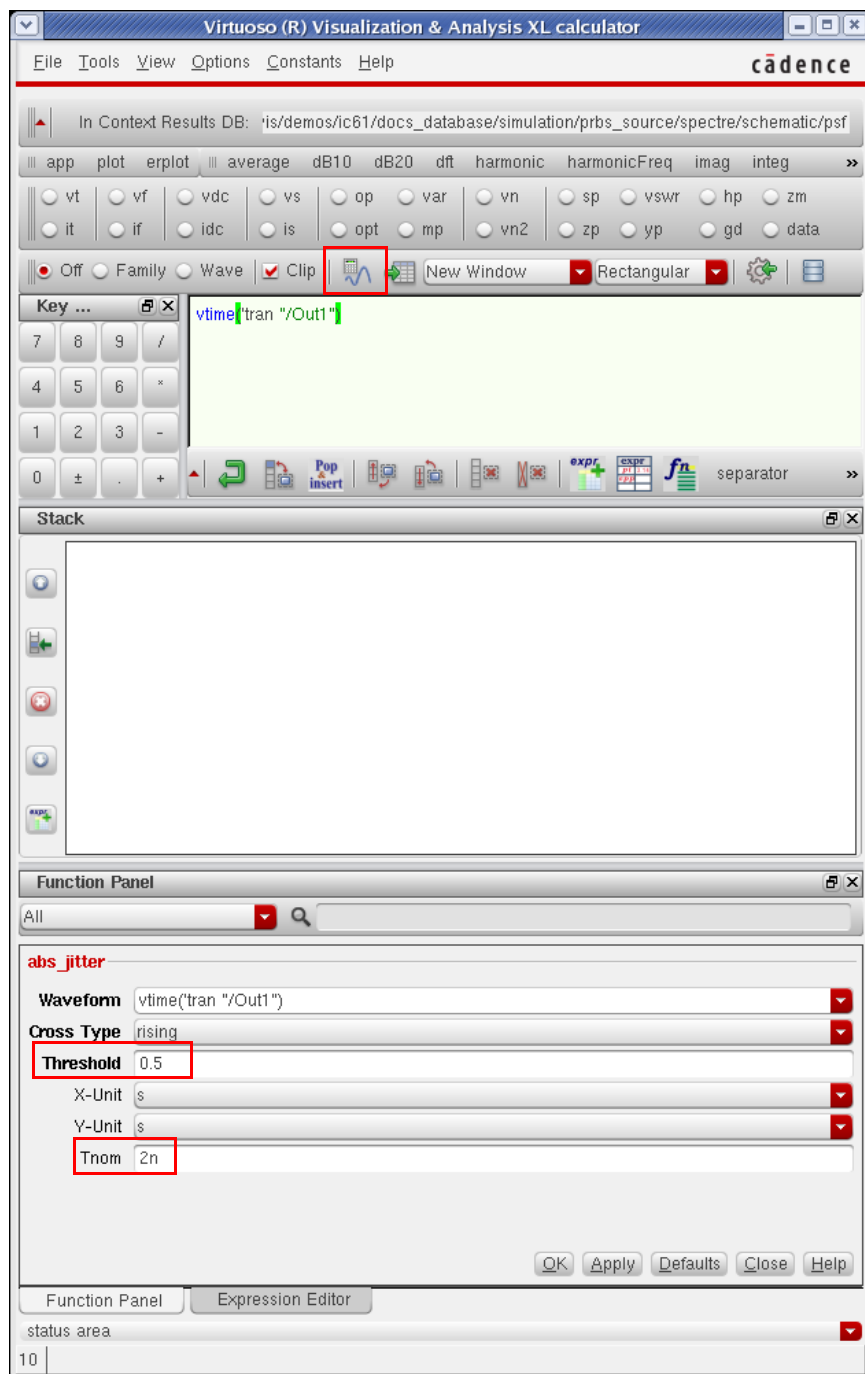 Virtuoso (R) Visualization & Analysis XL calculator
File Tools View Options Constants Help cādence
In Context Results DB: ris/demos/ic61/docs_database/simulation/prbs_source/spectre/schematic/psf
app plot erplot average dB10 dB20 dft harmonic harmonicFreq imag integ »
vt vf vdc vs op var vn sp vswr hp zm
it if idc is opt mp vn2 zp yp gd data
Off Family Wave Clip New Window Rectangular
Key ...
vtime('tran "/Out1")
7 8 9 /
4 5 6 *
1 2 3 -
0 ± . +
Pop & insert expr expr fn separator »
Stack
expr
Function Panel
All
abs_jitter
Waveform vtime('tran "/Out1")
Cross Type rising
Threshold 0.5
X-Unit s
Y-Unit s
Tnom 2n
OK Apply Defaults Close Help
Function Panel Expression Editor
status area
10